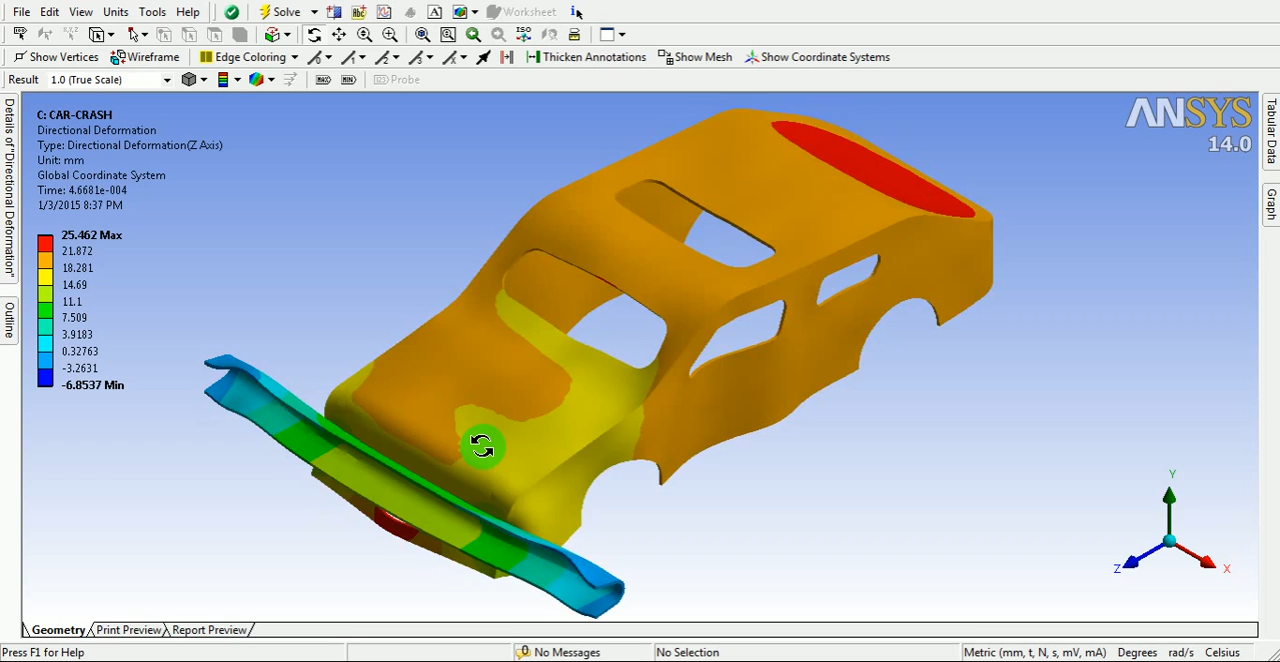 File Edit View Units Tools Help Solve Worksheet
Show Vertices Wireframe Edge Coloring Thicken Annotations Show Mesh Show Coordinate Systems
Result 1.0 (True Scale) MAX MIN Probe
Details of "Directional Deformation"
Outline
Tabular Data
Graph
C: CAR-CRASH
Directional Deformation
Type: Directional Deformation(Z Axis)
Unit: mm
Global Coordinate System
Time: 4.6681e-004
1/3/2015 8:37 PM
25.462 Max
21.872
18.281
14.69
11.1
7.509
3.9183
0.32763
-3.2631
-6.8537 Min
ANSYS
14.0
Y
Z
X
Geometry Print Preview Report Preview
Press F1 for Help 0 No Messages No Selection Metric (mm, t, N, s, mV, mA) Degrees rad/s Celsius